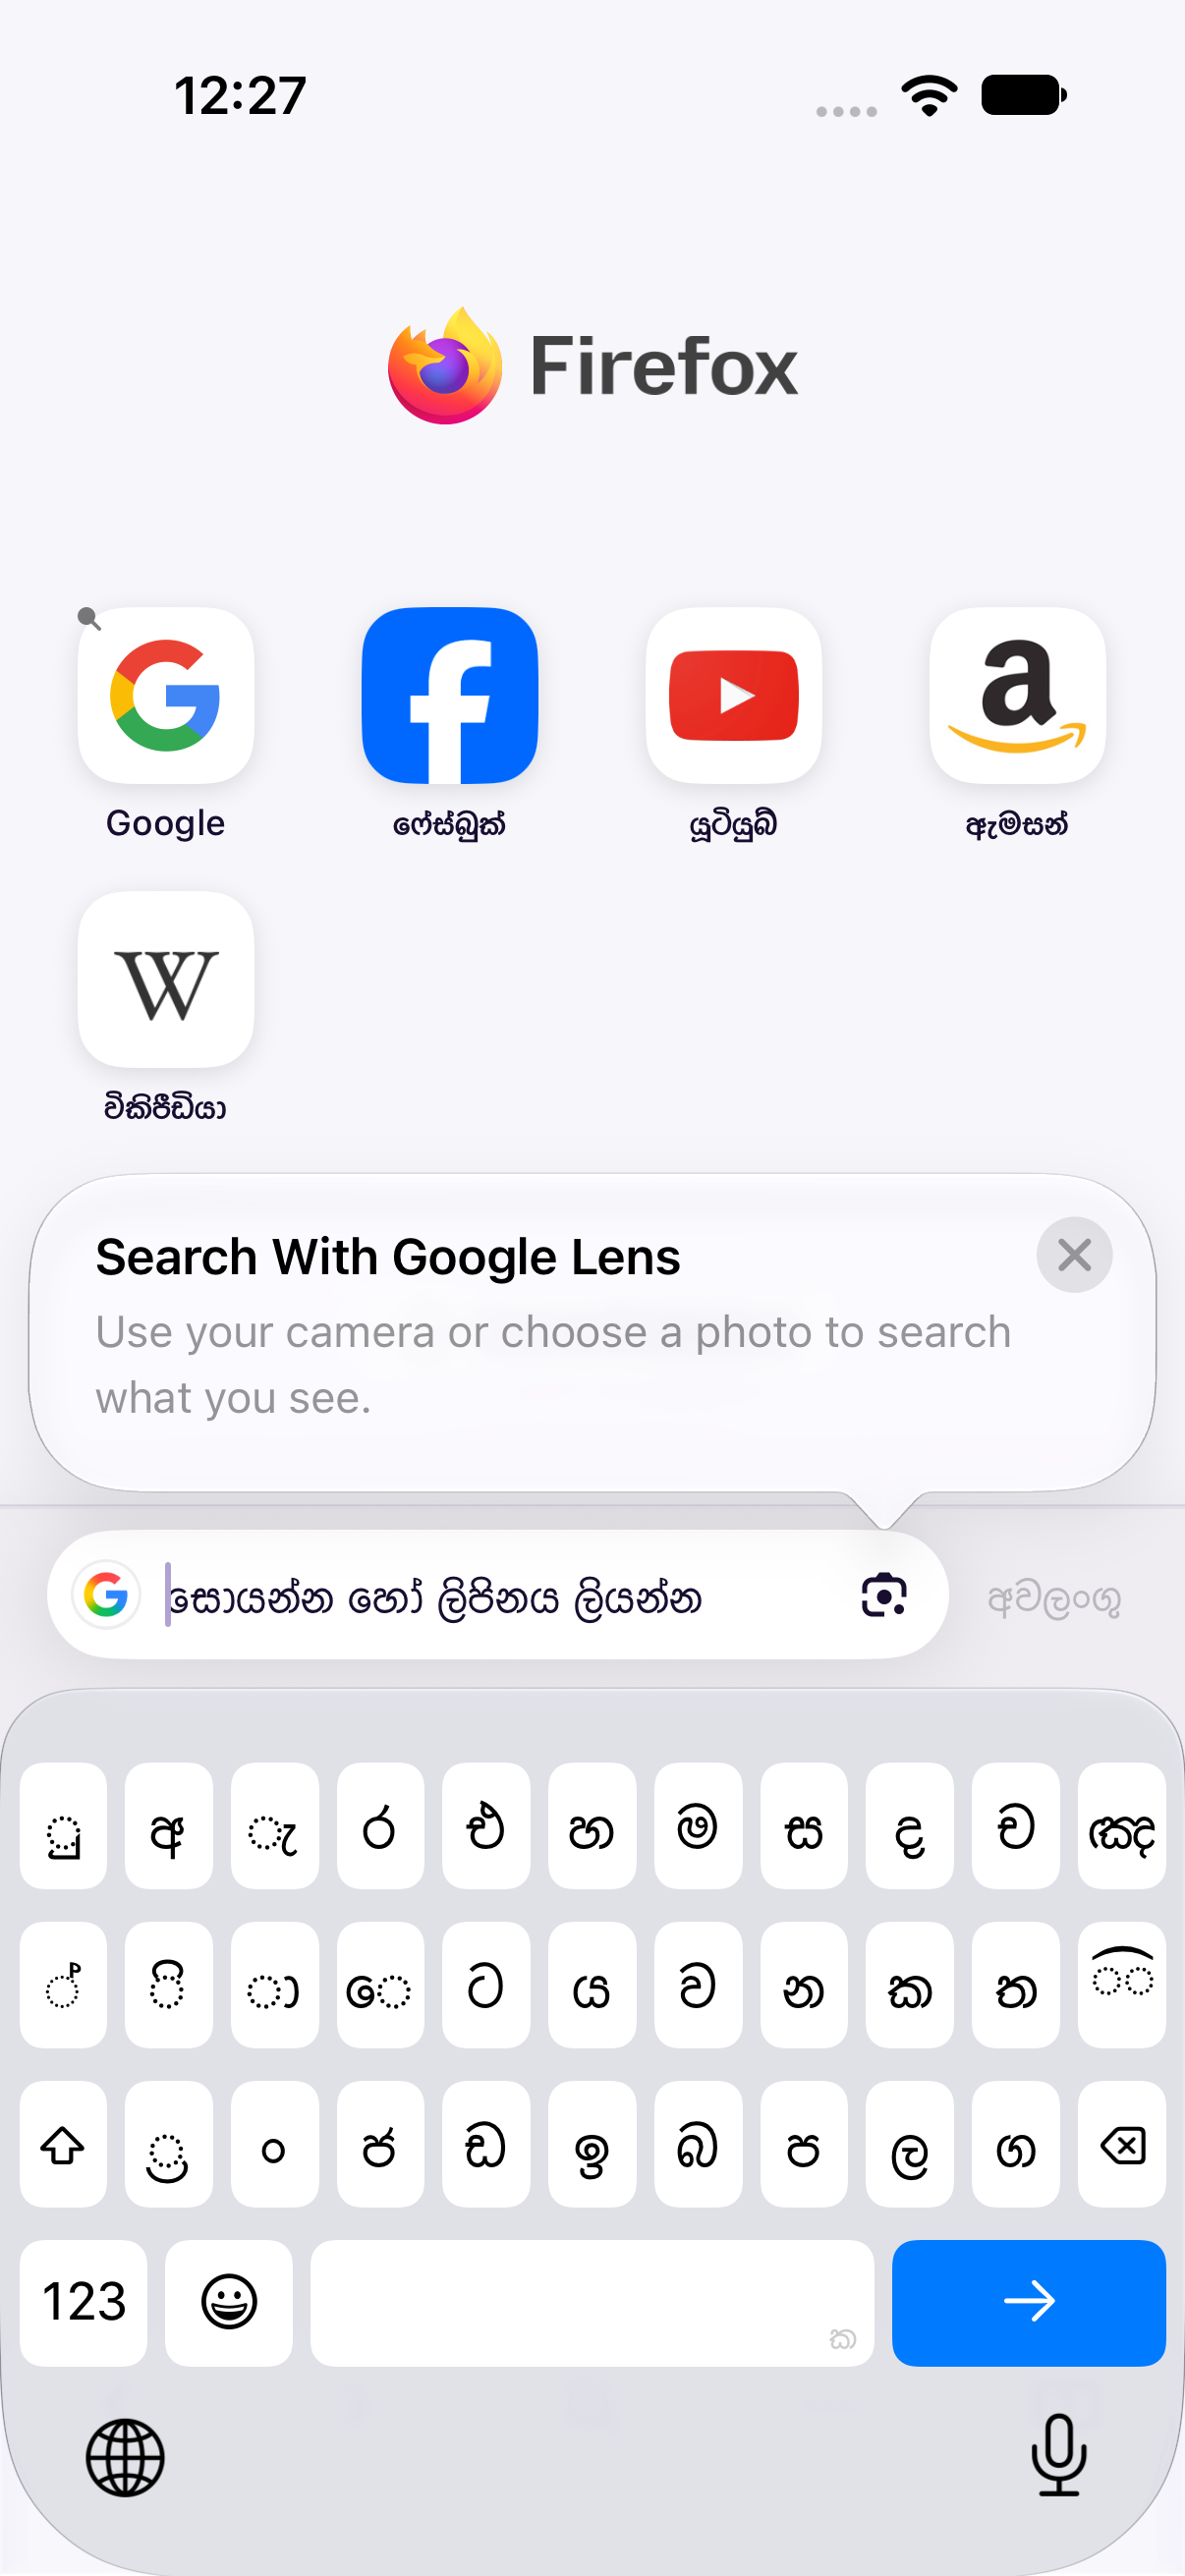 12:27
Firefox
Google
ෆේස්බුක්
යූටියුබ්
ඇමසන්
W
විකිපීඩියා
Search With Google Lens
Use your camera or choose a photo to search
what you see.
සොයන්න හෝ ලිපිනය ලියන්න
අවලංගු
ු අ ැ ර එ හ ම ස ද ච ඤ
් ි ා ෙ ට ය ව න ක ත
්‍ර ං ජ ඩ ඉ බ ප ල ග
123
ක